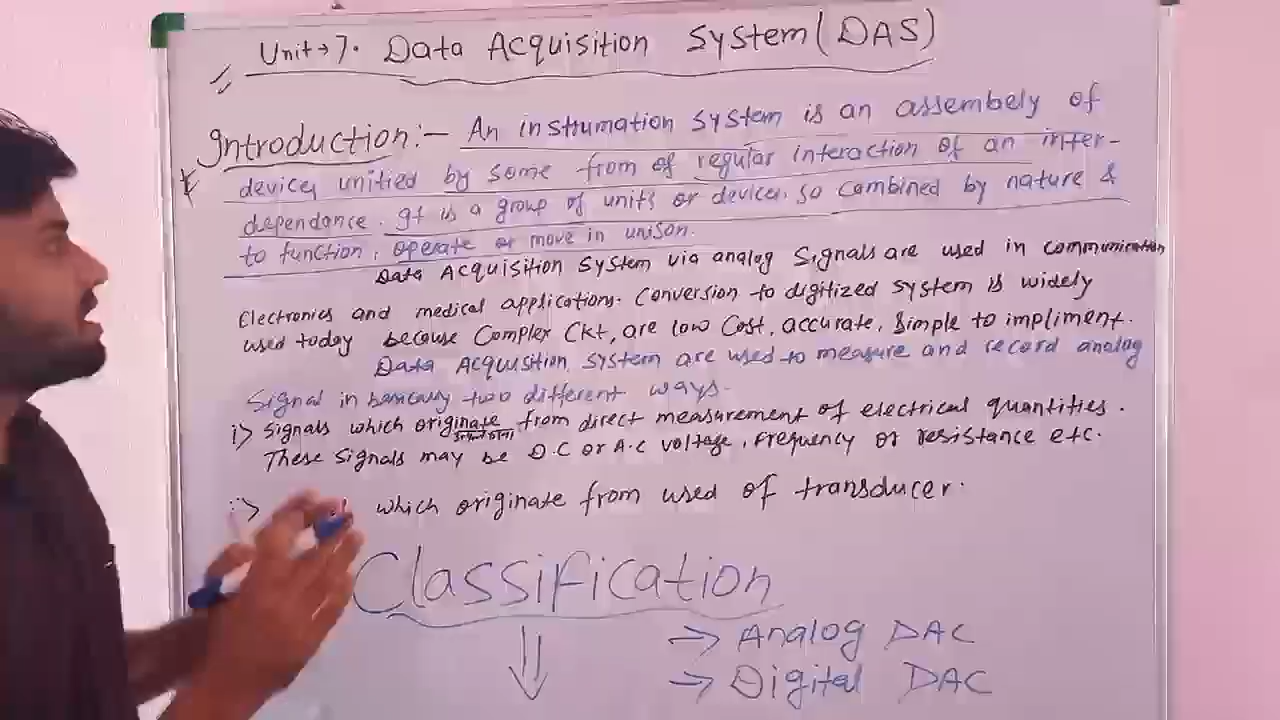 Unit → 7. Data Acquisition System (DAS)
Introduction :- An instrumation system is an assembely of
devices unitied by some from of regular interaction of an inter-
dependance. It is a group of units or devices so combined by nature &
to function, operate or move in unison.
Data Acquisition System via analog signals are used in communication
Electronics and medical applications. Conversion to digitized system is widely
used today because Complex Ckt, are low Cost, accurate, Simple to impliment.
Data Acquisition System are used to measure and record analog
Signal in two different ways.
i> Signals which originate from direct measurement of electrical quantities.
These signals may be D.C or A.C voltage, frequency or resistance etc.
which originate from used of transducer.
Classification
→ Analog DAC
→ Digital DAC